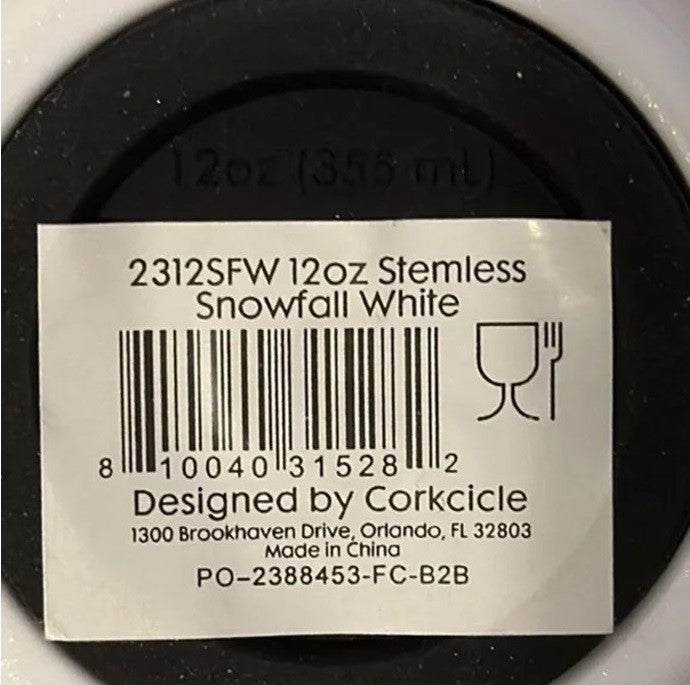 12oz (355 mL)
2312SFW 12oz Stemless
Snowfall White
8 10040 31528 2
Designed by Corkcicle
1300 Brookhaven Drive, Orlando, FL 32803
Made in China
PO-2388453-FC-B2B